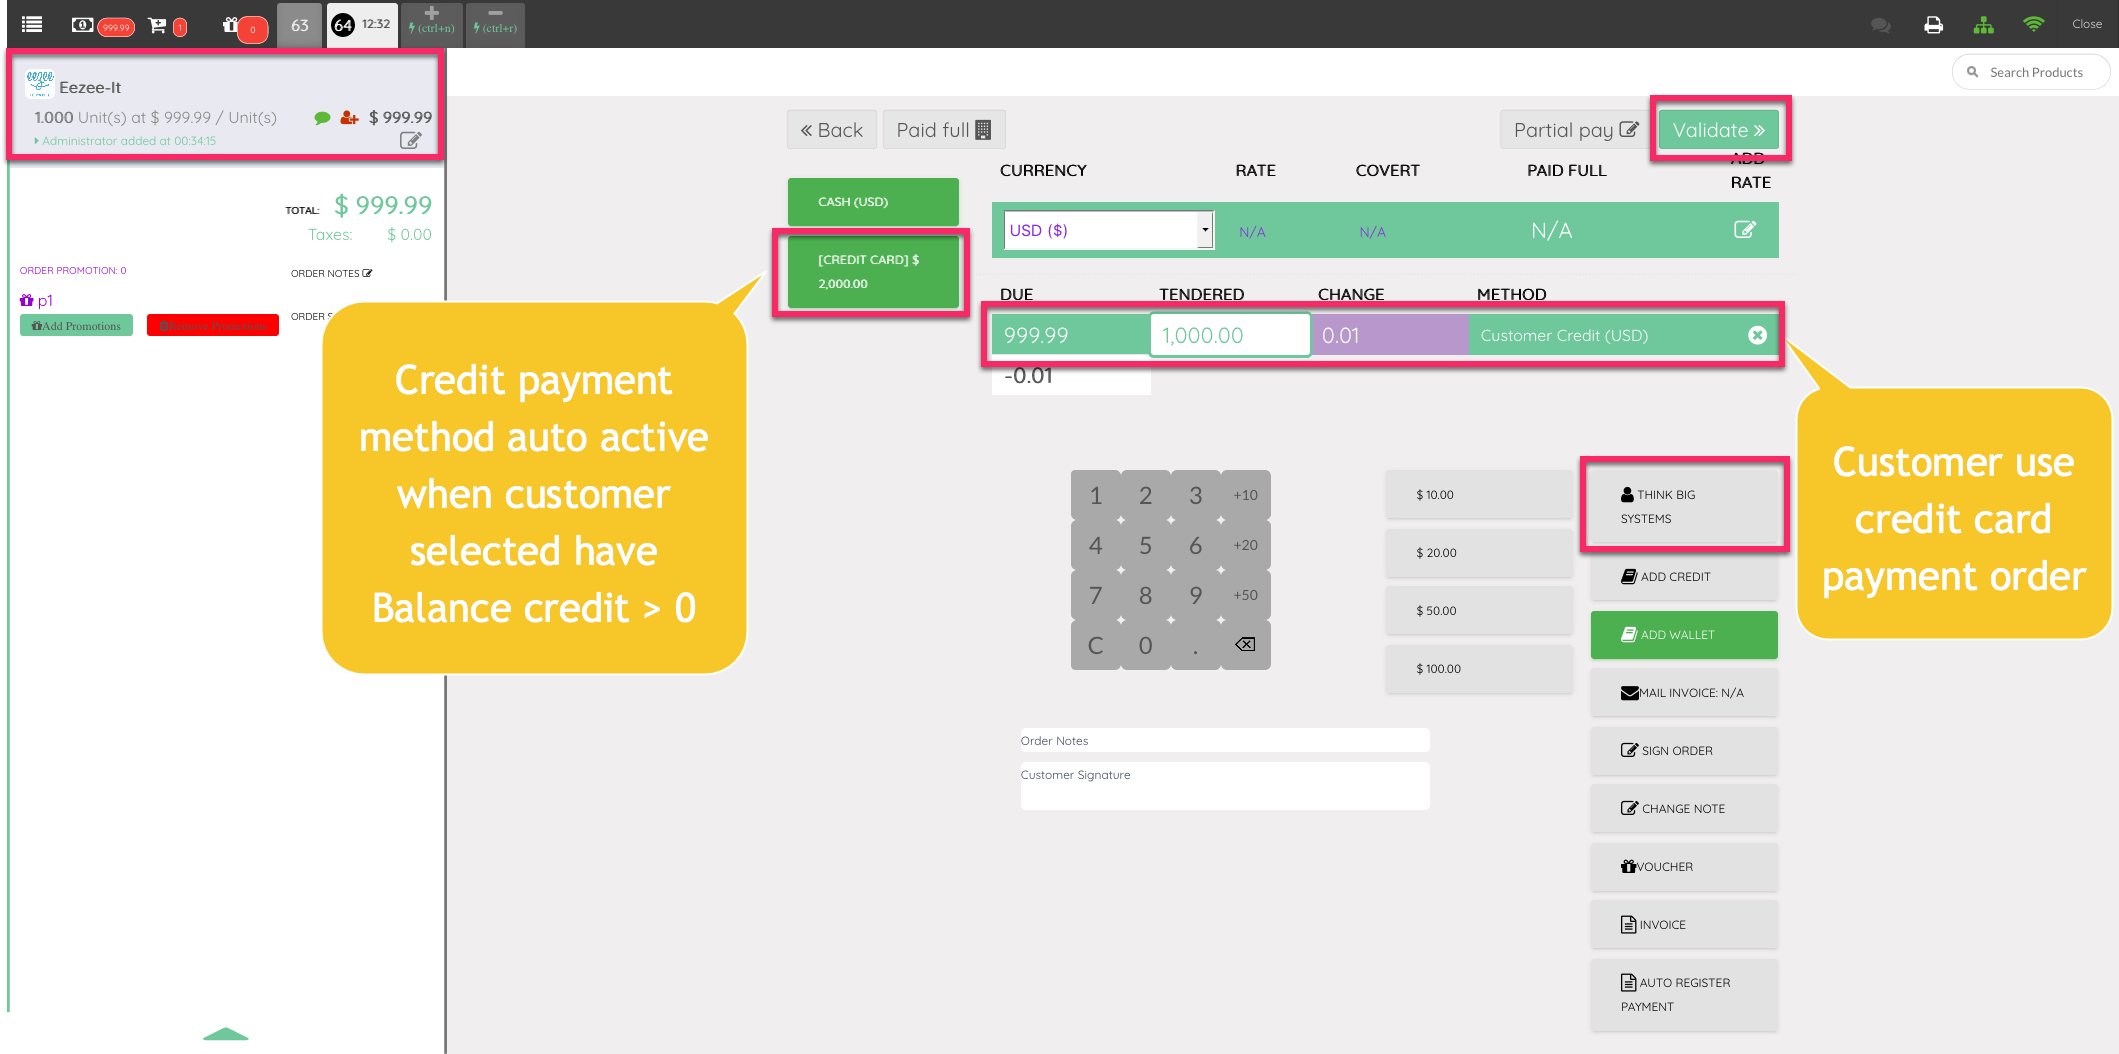 999.99
1
0
63
64 12:32
(ctrl+n)
(ctrl+r)
Close
Eezee-It
1.000 Unit(s) at $ 999.99 / Unit(s)
$ 999.99
Administrator added at 00:34:15
Search Products
« Back
Paid full
Partial pay
Validate »
TOTAL: $ 999.99
Taxes: $ 0.00
ORDER PROMOTION: 0
ORDER NOTES
p1
ORDER S
Add Promotions
CASH (USD)
[CREDIT CARD] $
2,000.00
CURRENCY
RATE
COVERT
PAID FULL
ADD
RATE
USD ($)
N/A
N/A
N/A
DUE
TENDERED
CHANGE
METHOD
999.99
1,000.00
0.01
Customer Credit (USD)
-0.01
Credit payment
method auto active
when customer
selected have
Balance credit > 0
Customer use
credit card
payment order
1 2 3 +10
4 5 6 +20
7 8 9 +50
C 0 .
$ 10.00
$ 20.00
$ 50.00
$ 100.00
THINK BIG
SYSTEMS
ADD CREDIT
ADD WALLET
MAIL INVOICE: N/A
SIGN ORDER
CHANGE NOTE
VOUCHER
INVOICE
AUTO REGISTER
PAYMENT
Order Notes
Customer Signature